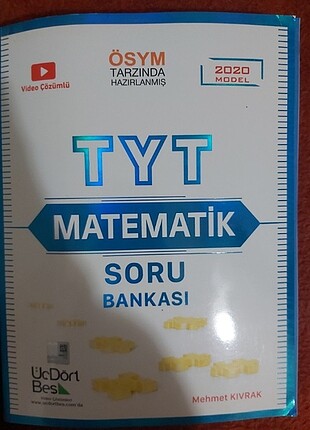 Video Çözümlü
ÖSYM
TARZINDA
HAZIRLANMIŞ
2020
MODEL
TYT
MATEMATİK
SORU
BANKASI
ÜçDört
Beş
Mehmet KIVRAK